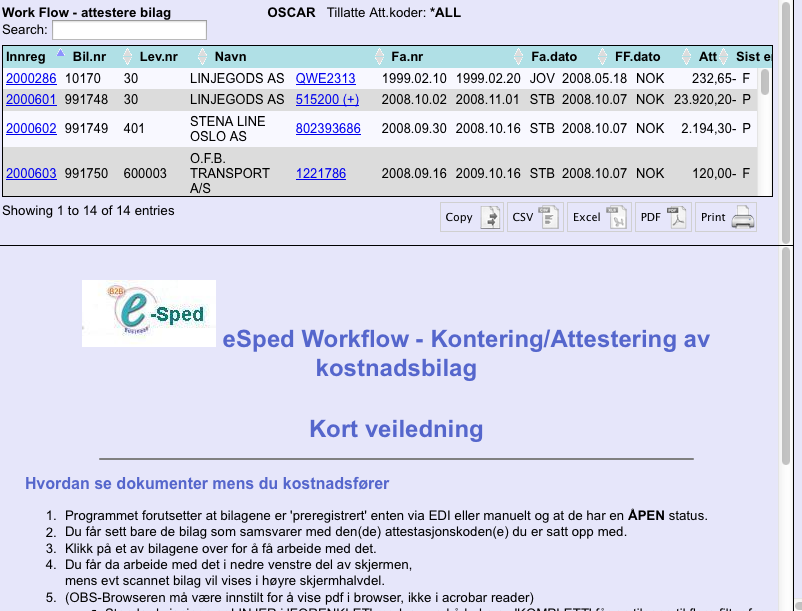 Work Flow - attestere bilag OSCAR Tillatte Att.koder: *ALL
Search:
Innreg Bil.nr Lev.nr Navn Fa.nr Fa.dato FF.dato Att Sist e
2000286 10170 30 LINJEGODS AS QWE2313 1999.02.10 1999.02.20 JOV 2008.05.18 NOK 232,65- F
2000601 991748 30 LINJEGODS AS 515200 (+) 2008.10.02 2008.11.01 STB 2008.10.07 NOK 23.920,20- P
2000602 991749 401 STENA LINE OSLO AS 802393686 2008.09.30 2008.10.16 STB 2008.10.07 NOK 2.194,30- P
2000603 991750 600003 O.F.B. TRANSPORT A/S 1221786 2008.09.16 2009.10.16 STB 2008.10.07 NOK 120,00- F
Showing 1 to 14 of 14 entries
Copy CSV Excel PDF Print
B2B
e-Sped
Business
eSped Workflow - Kontering/Attestering av
kostnadsbilag
Kort veiledning
Hvordan se dokumenter mens du kostnadsfører
1. Programmet forutsetter at bilagene er 'preregistrert' enten via EDI eller manuelt og at de har en ÅPEN status.
2. Du får sett bare de bilag som samsvarer med den(de) attestasjonskoden(e) du er satt opp med.
3. Klikk på et av bilagene over for å få arbeide med det.
4. Du får da arbeide med det i nedre venstre del av skjermen,
mens evt scannet bilag vil vises i høyre skjermhalvdel.
5. (OBS-Browseren må være innstilt for å vise pdf i browser, ikke i acrobar reader)